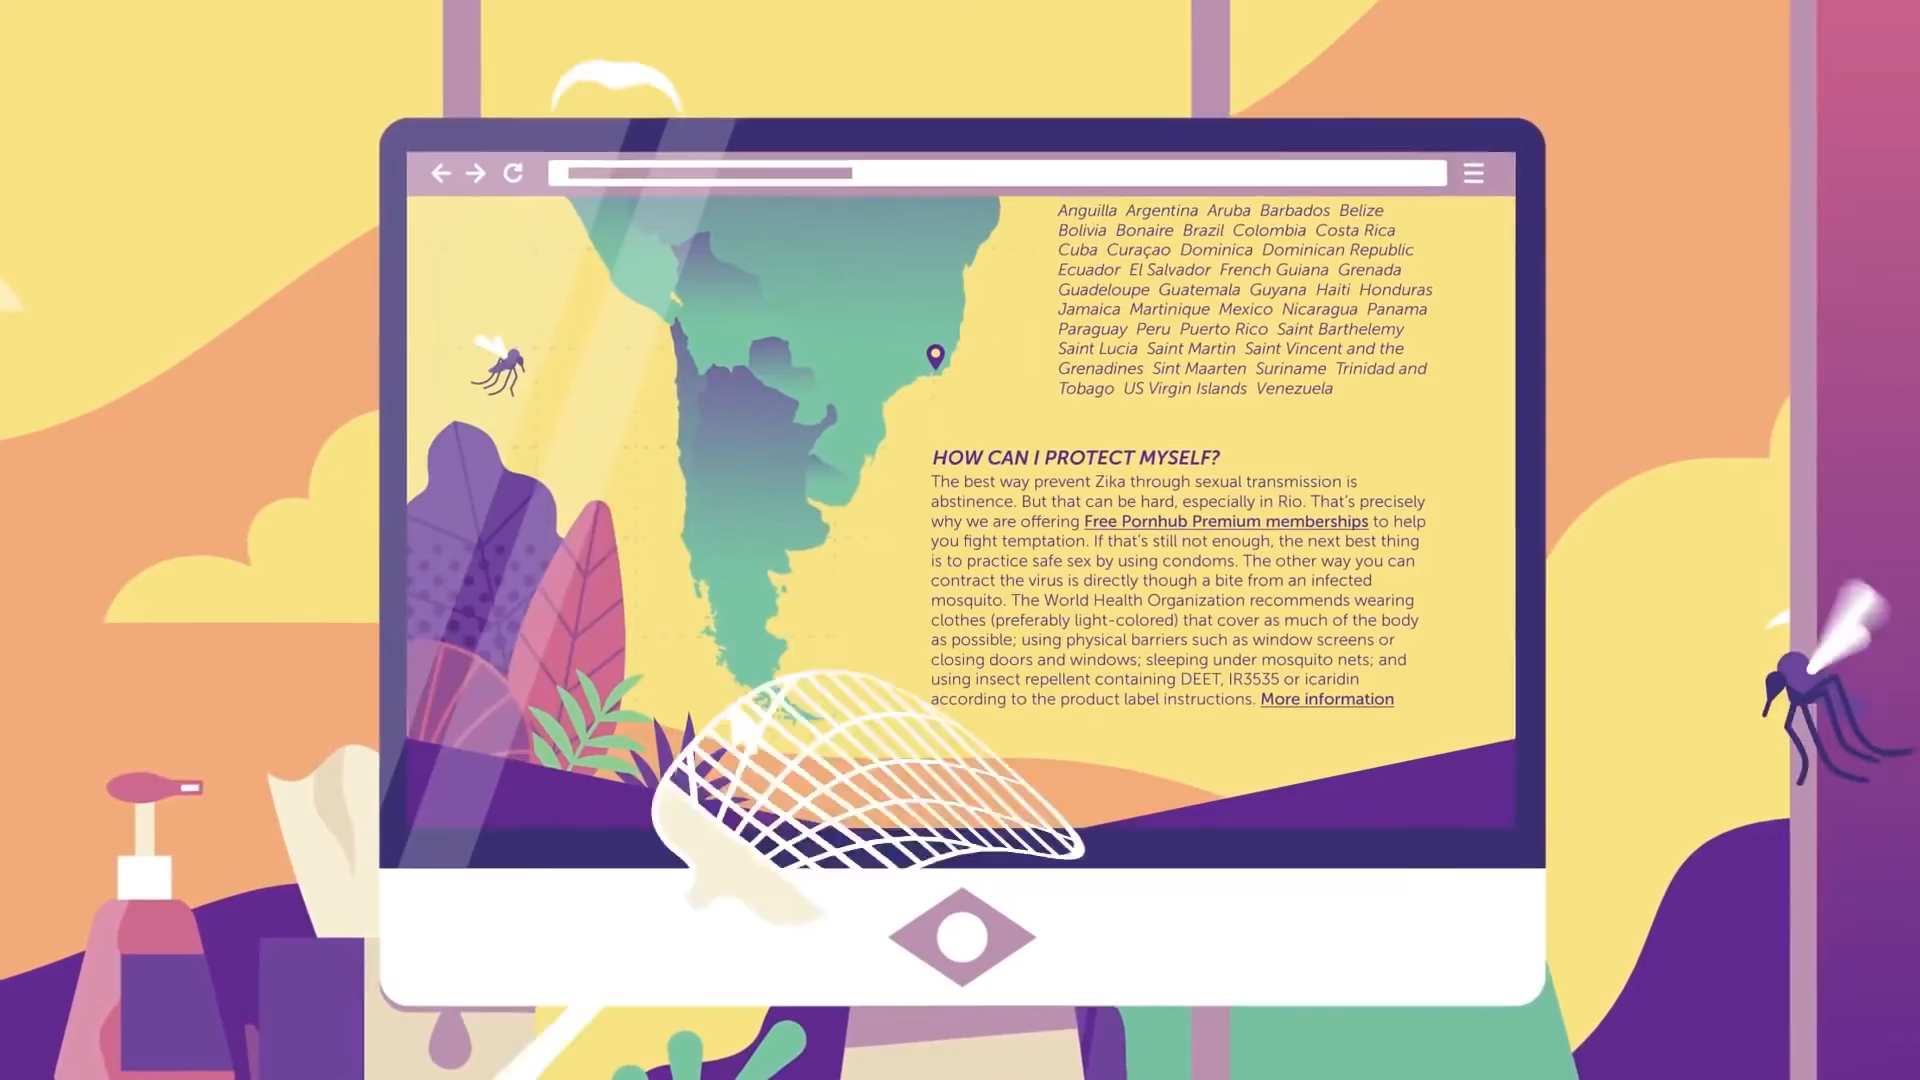 Anguilla Argentina Aruba Barbados Belize
Bolivia Bonaire Brazil Colombia Costa Rica
Cuba Curaçao Dominica Dominican Republic
Ecuador El Salvador French Guiana Grenada
Guadeloupe Guatemala Guyana Haiti Honduras
Jamaica Martinique Mexico Nicaragua Panama
Paraguay Peru Puerto Rico Saint Barthelemy
Saint Lucia Saint Martin Saint Vincent and the
Grenadines Sint Maarten Suriname Trinidad and
Tobago US Virgin Islands Venezuela
HOW CAN I PROTECT MYSELF?
The best way prevent Zika through sexual transmission is
abstinence. But that can be hard, especially in Rio. That's precisely
why we are offering Free Pornhub Premium memberships to help
you fight temptation. If that's still not enough, the next best thing
is to practice safe sex by using condoms. The other way you can
contract the virus is directly though a bite from an infected
mosquito. The World Health Organization recommends wearing
clothes (preferably light-colored) that cover as much of the body
as possible; using physical barriers such as window screens or
closing doors and windows; sleeping under mosquito nets; and
using insect repellent containing DEET, IR3535 or icaridin
according to the product label instructions. More information